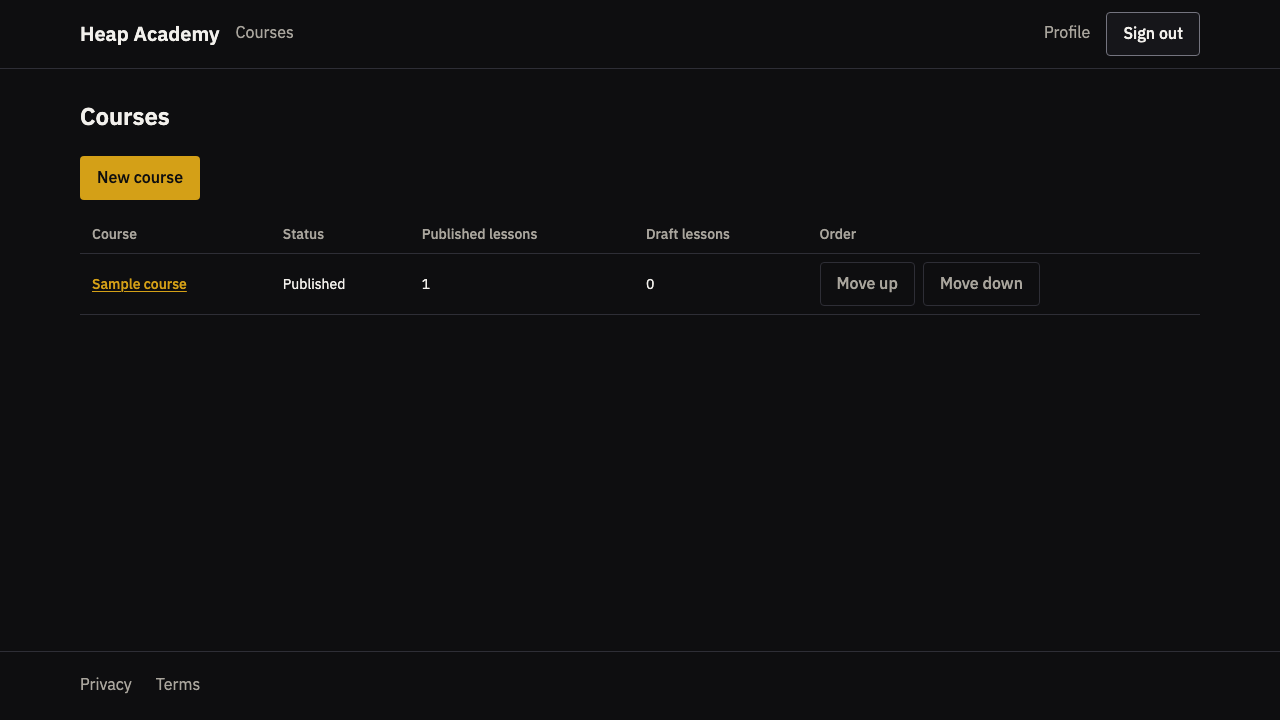 Heap Academy Courses Profile Sign out
Courses
New course
Course Status Published lessons Draft lessons Order
Sample course Published 1 0 Move up Move down
Privacy Terms